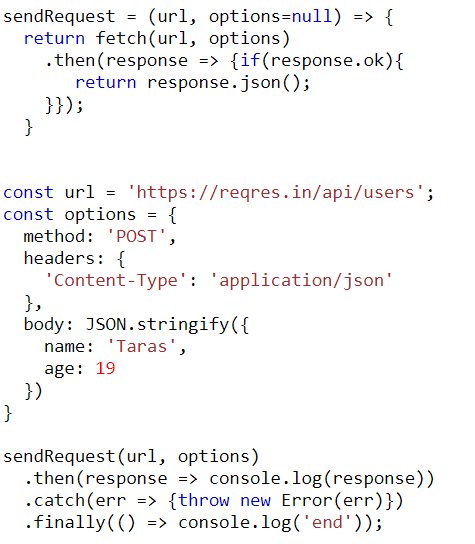 sendRequest = (url, options=null) => {
  return fetch(url, options)
    .then(response => {if(response.ok){
       return response.json();
    }});
  }
const url = 'https://reqres.in/api/users';
const options = {
  method: 'POST',
  headers: {
    'Content-Type': 'application/json'
  },
  body: JSON.stringify({
    name: 'Taras',
    age: 19
  })
}
sendRequest(url, options)
  .then(response => console.log(response))
  .catch(err => {throw new Error(err)})
  .finally(() => console.log('end'));